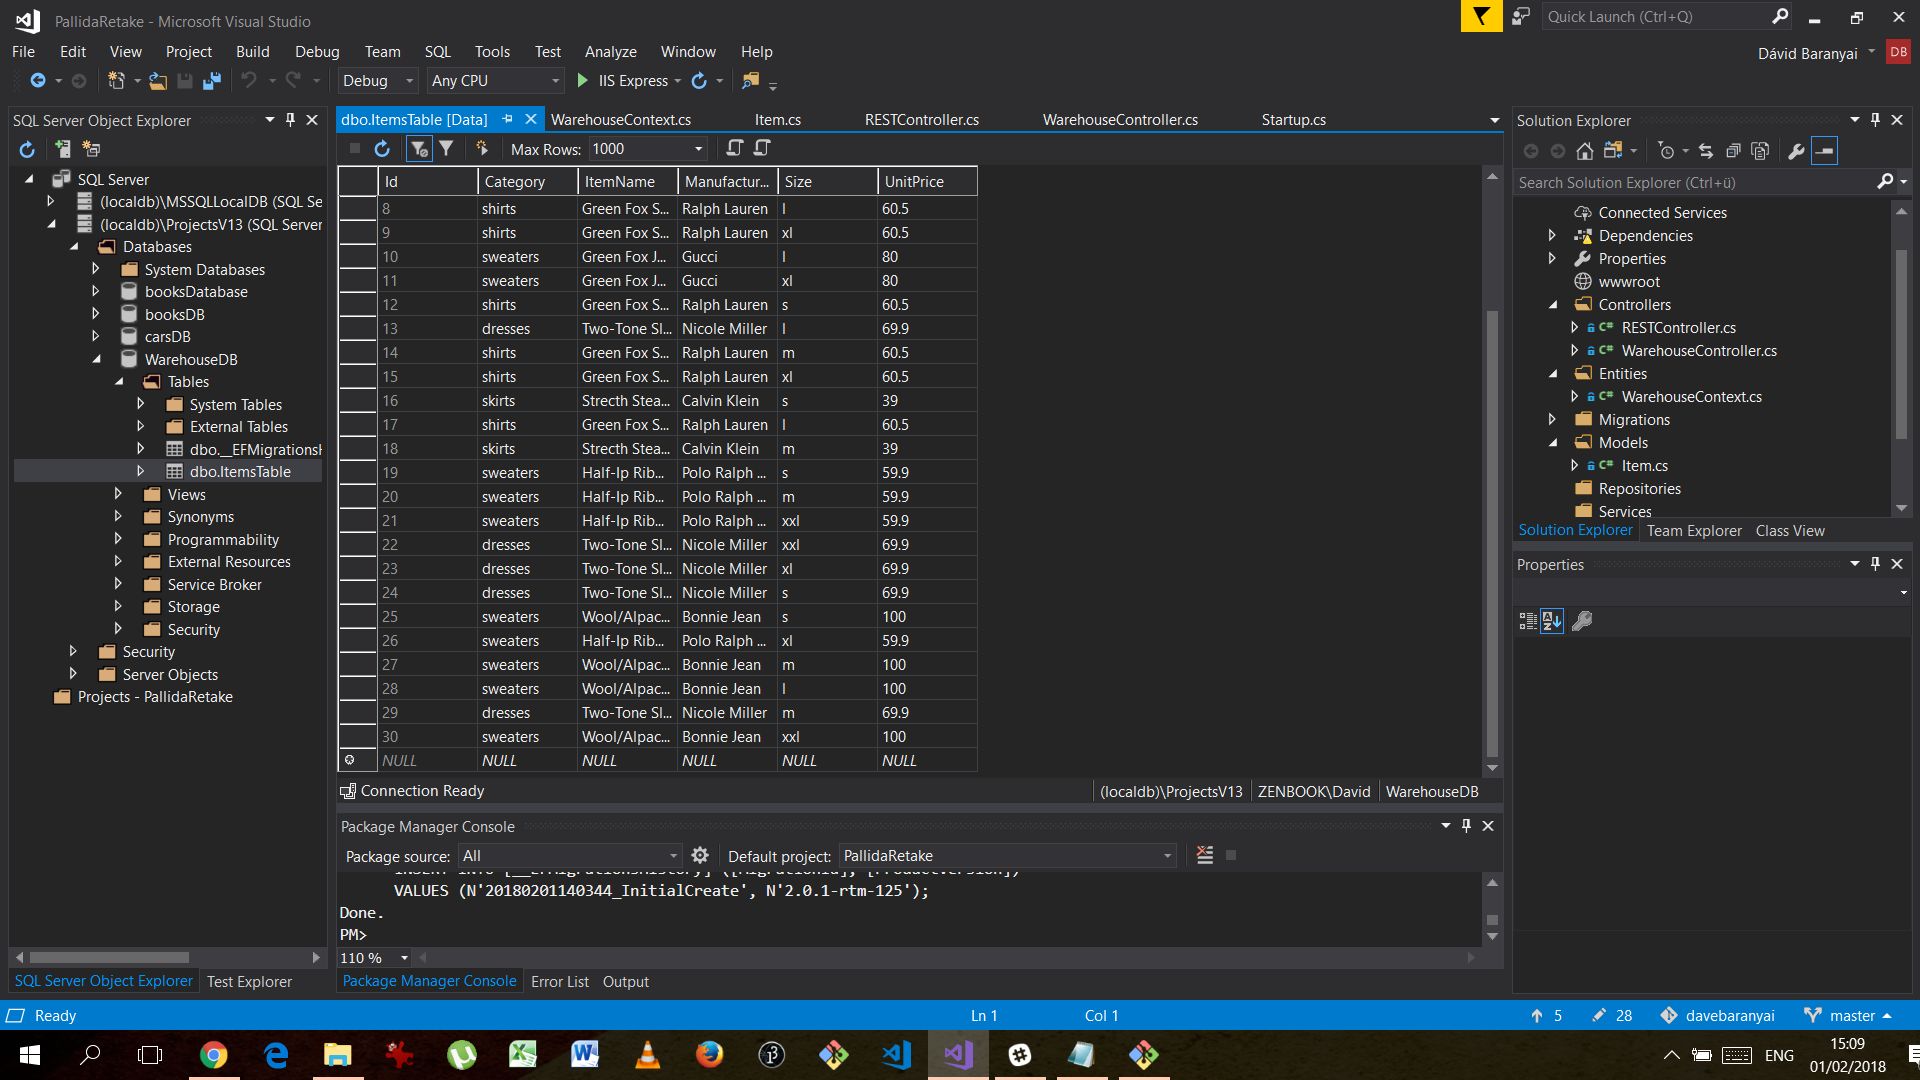 PallidaRetake - Microsoft Visual Studio
Quick Launch (Ctrl+Q)
File Edit View Project Build Debug Team SQL Tools Test Analyze Window Help
Dávid Baranyai DB
Debug Any CPU IIS Express
SQL Server Object Explorer
SQL Server
(localdb)\MSSQLLocalDB (SQL Se
(localdb)\ProjectsV13 (SQL Server
Databases
System Databases
booksDatabase
booksDB
carsDB
WarehouseDB
Tables
System Tables
External Tables
dbo.__EFMigrationsH
dbo.ItemsTable
Views
Synonyms
Programmability
External Resources
Service Broker
Storage
Security
Security
Server Objects
Projects - PallidaRetake
SQL Server Object Explorer Test Explorer
dbo.ItemsTable [Data] WarehouseContext.cs Item.cs RESTController.cs WarehouseController.cs Startup.cs
Max Rows: 1000
Id Category ItemName Manufactur... Size UnitPrice
8 shirts Green Fox S... Ralph Lauren l 60.5
9 shirts Green Fox S... Ralph Lauren xl 60.5
10 sweaters Green Fox J... Gucci l 80
11 sweaters Green Fox J... Gucci xl 80
12 shirts Green Fox S... Ralph Lauren s 60.5
13 dresses Two-Tone Sl... Nicole Miller l 69.9
14 shirts Green Fox S... Ralph Lauren m 60.5
15 shirts Green Fox S... Ralph Lauren xl 60.5
16 skirts Strecth Stea... Calvin Klein s 39
17 shirts Green Fox S... Ralph Lauren l 60.5
18 skirts Strecth Stea... Calvin Klein m 39
19 sweaters Half-Ip Rib... Polo Ralph ... s 59.9
20 sweaters Half-Ip Rib... Polo Ralph ... m 59.9
21 sweaters Half-Ip Rib... Polo Ralph ... xxl 59.9
22 dresses Two-Tone Sl... Nicole Miller xxl 69.9
23 dresses Two-Tone Sl... Nicole Miller xl 69.9
24 dresses Two-Tone Sl... Nicole Miller s 69.9
25 sweaters Wool/Alpac... Bonnie Jean s 100
26 sweaters Half-Ip Rib... Polo Ralph ... xl 59.9
27 sweaters Wool/Alpac... Bonnie Jean m 100
28 sweaters Wool/Alpac... Bonnie Jean l 100
29 dresses Two-Tone Sl... Nicole Miller m 69.9
30 sweaters Wool/Alpac... Bonnie Jean xxl 100
NULL NULL NULL NULL NULL NULL
Connection Ready (localdb)\ProjectsV13 ZENBOOK\David WarehouseDB
Package Manager Console
Package source: All Default project: PallidaRetake
INSERT INTO [__EFMigrationsHistory] ([MigrationId], [ProductVersion])
VALUES (N'20180201140344_InitialCreate', N'2.0.1-rtm-125');
Done.
PM>
110 %
Package Manager Console Error List Output
Solution Explorer
Search Solution Explorer (Ctrl+ü)
Connected Services
Dependencies
Properties
wwwroot
Controllers
C# RESTController.cs
C# WarehouseController.cs
Entities
C# WarehouseContext.cs
Migrations
Models
C# Item.cs
Repositories
Services
Solution Explorer Team Explorer Class View
Properties
Ready Ln 1 Col 1 5 28 davebaranyai master
ENG 15:09
01/02/2018